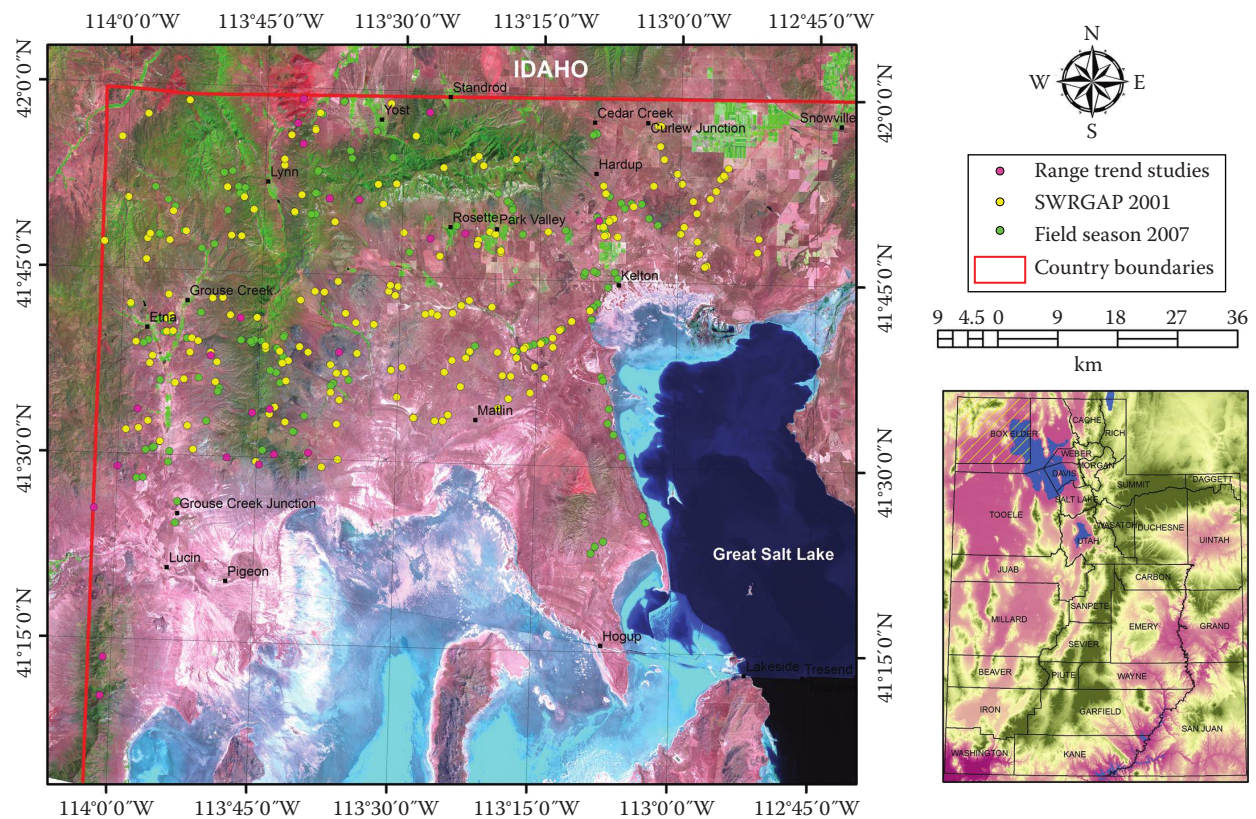 114°0′0″W 113°45′0″W 113°30′0″W 113°15′0″W 113°0′0″W 112°45′0″W
42°0′0″N
41°45′0″N
41°30′0″N
41°15′0″N
IDAHO
Standrod
Yost
Cedar Creek
Curlew Junction
Snowville
Lynn
Hardup
Rosette
Park Valley
Kelton
Grouse Creek
Etna
Matlin
Grouse Creek Junction
Lucin
Pigeon
Great Salt Lake
Hogup
Lakeside
Tresend
42°0′0″N
41°45′0″N
41°30′0″N
41°15′0″N
114°0′0″W 113°45′0″W 113°30′0″W 113°15′0″W 113°0′0″W 112°45′0″W
N
W E
S
Range trend studies
SWRGAP 2001
Field season 2007
Country boundaries
9 4.5 0 9 18 27 36
km
CACHE
RICH
BOX ELDER
WEBER
MORGAN
DAVIS
SUMMIT
DAGGETT
SALT LAKE
TOOELE
WASATCH
DUCHESNE
UTAH
UINTAH
JUAB
CARBON
SANPETE
MILLARD
EMERY
GRAND
SEVIER
BEAVER
PIUTE
WAYNE
IRON
GARFIELD
SAN JUAN
WASHINGTON
KANE